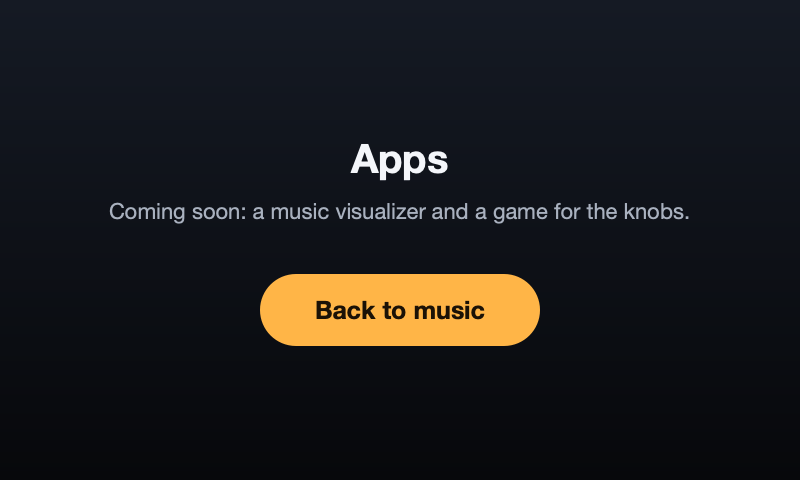 Apps
Coming soon: a music visualizer and a game for the knobs.
Back to music